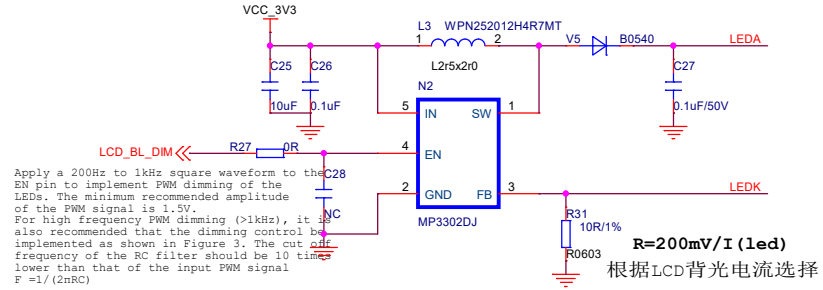 VCC_3V3
L3 WPN252012H4R7MT
1 2
L2r5x2r0
V5 B0540
LEDA
C25
10uF
C26
0.1uF
C27
0.1uF/50V
N2
5 IN SW 1
4 EN
2 GND FB 3
MP3302DJ
LCD_BL_DIM
R27 0R
C28
NC
LEDK
R31
10R/1%
R0603
Apply a 200Hz to 1kHz square waveform to the
EN pin to implement PWM dimming of the
LEDs. The minimum recommended amplitude
of the PWM signal is 1.5V.
For high frequency PWM dimming (>1kHz), it is
also recommended that the dimming control be
implemented as shown in Figure 3. The cut off
frequency of the RC filter should be 10 times
lower than that of the input PWM signal
F =1/(2πRC)
R=200mV/I(led)
根据LCD背光电流选择